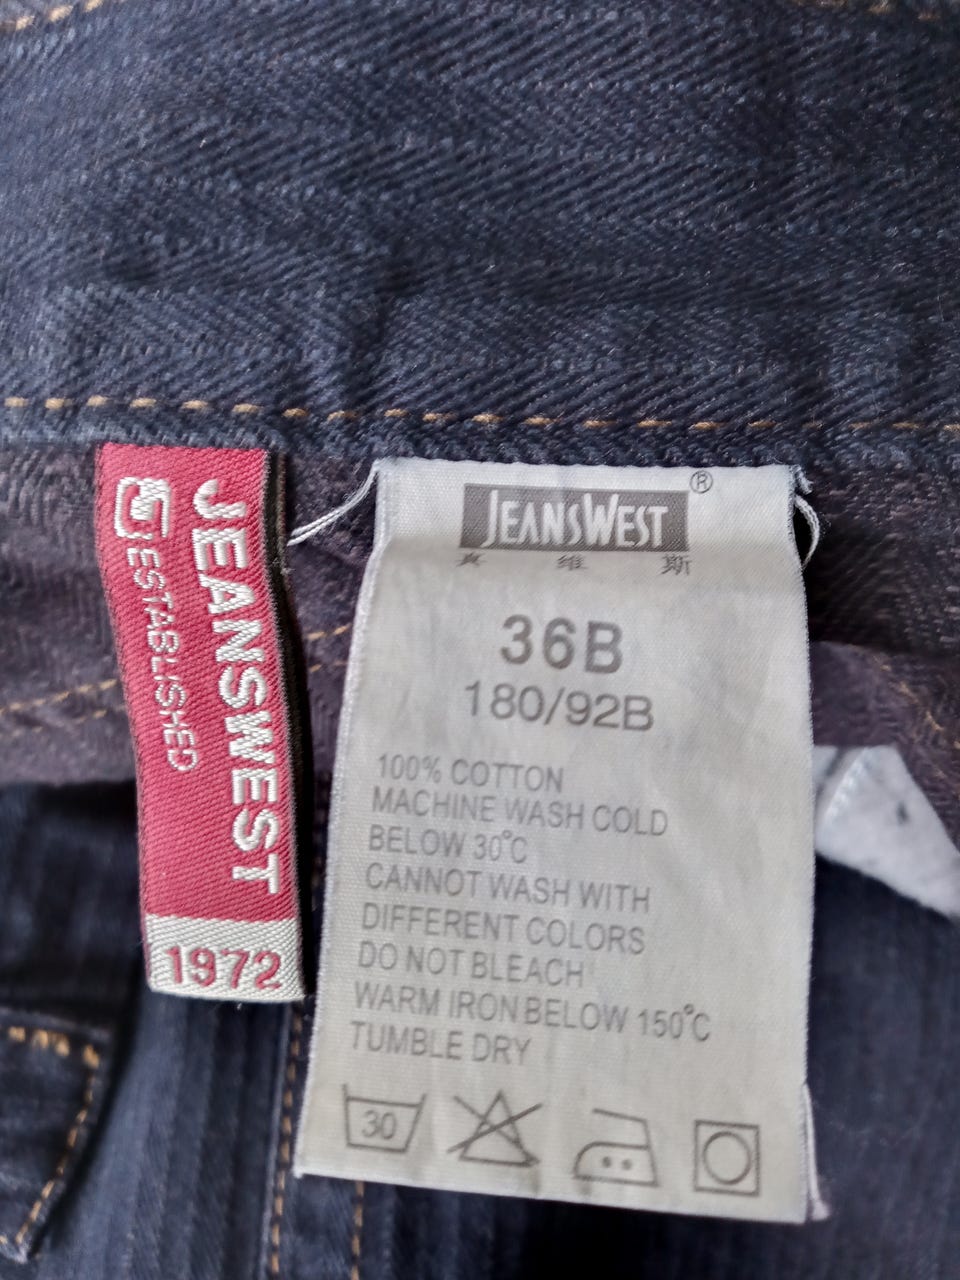 JEANSWEST
ESTABLISHED
1972
JEANSWEST®
真维斯
36B
180/92B
100% COTTON
MACHINE WASH COLD
BELOW 30°C
CANNOT WASH WITH
DIFFERENT COLORS
DO NOT BLEACH
WARM IRON BELOW 150°C
TUMBLE DRY
30